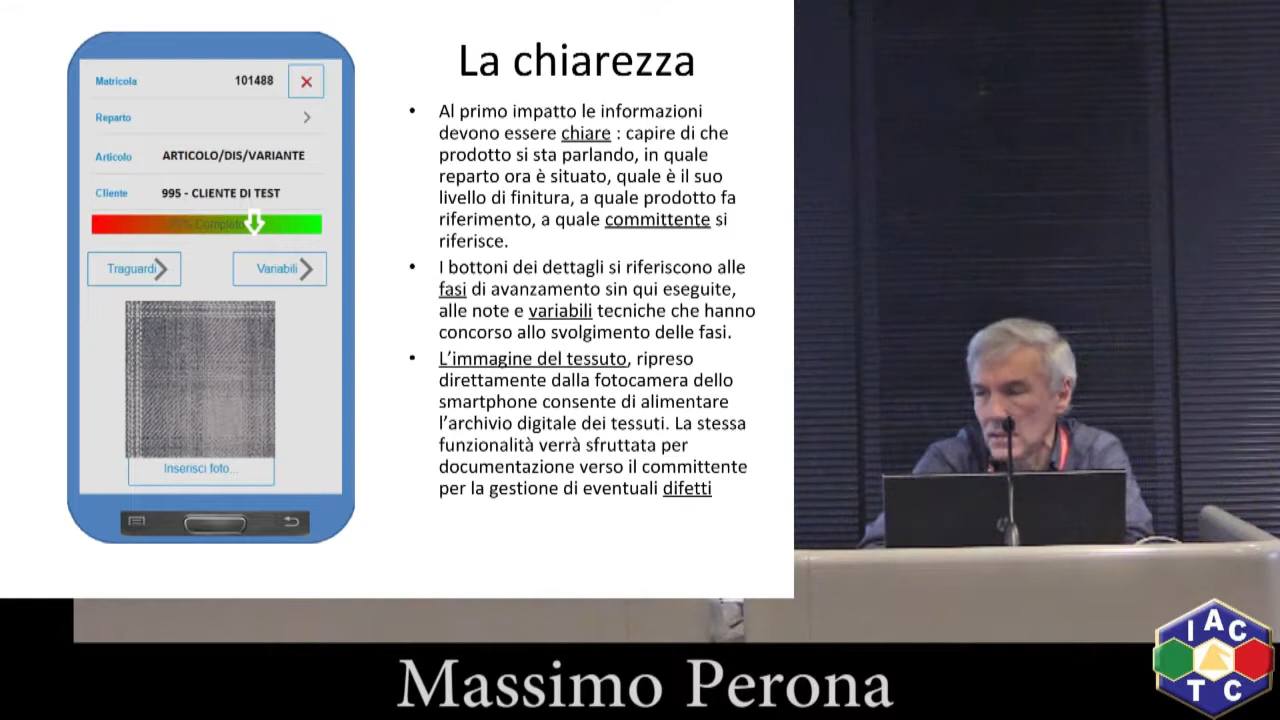 Matricola 101488
Reparto
Articolo ARTICOLO/DIS/VARIANTE
Cliente 995 - CLIENTE DI TEST
Completo
Traguardi Variabili
Inserisci foto...
La chiarezza
• Al primo impatto le informazioni
devono essere chiare : capire di che
prodotto si sta parlando, in quale
reparto ora è situato, quale è il suo
livello di finitura, a quale prodotto fa
riferimento, a quale committente si
riferisce.
• I bottoni dei dettagli si riferiscono alle
fasi di avanzamento sin qui eseguite,
alle note e variabili tecniche che hanno
concorso allo svolgimento delle fasi.
• L'immagine del tessuto, ripreso
direttamente dalla fotocamera dello
smartphone consente di alimentare
l'archivio digitale dei tessuti. La stessa
funzionalità verrà sfruttata per
documentazione verso il committente
per la gestione di eventuali difetti
Massimo Perona
IACTC